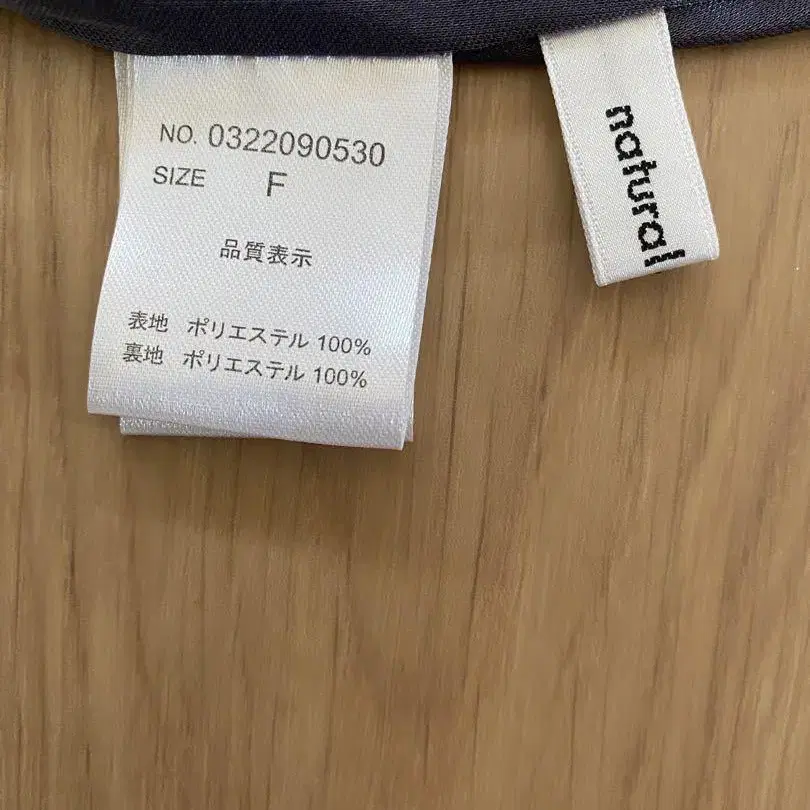 NO. 0322090530
SIZE F
品質表示
表地 ポリエステル 100%
裏地 ポリエステル 100%
natural